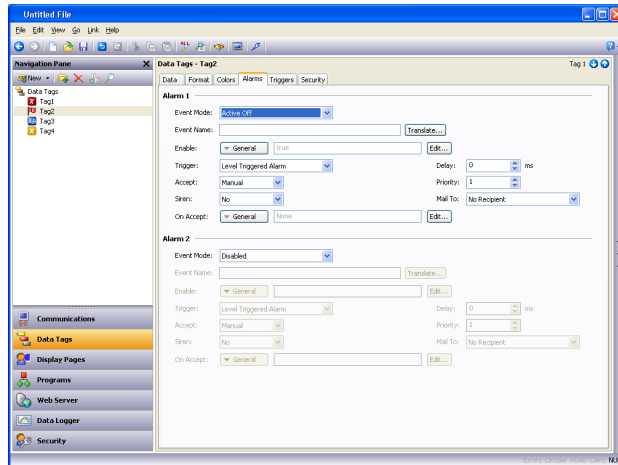 Untitled File
File Edit View Go Link Help
Navigation Pane X Data Tags - Tag2 Tag 1
New
Data Format Colors Alarms Triggers Security
Data Tags
Tag1
Tag2
Tag3
Tag4
Alarm 1
Event Mode: Active Off
Event Name: Translate...
Enable: General true Edit...
Trigger: Level Triggered Alarm Delay: 0 ms
Accept: Manual Priority: 1
Siren: No Mail To: No Recipient
On Accept: General None Edit...
Alarm 2
Event Mode: Disabled
Event Name: Translate...
Enable: General Edit...
Trigger: Level Triggered Alarm Delay: 0 ms
Accept: Manual Priority: 1
Siren: No Mail To: No Recipient
On Accept: General Edit...
Communications
Data Tags
Display Pages
Programs
Web Server
Data Logger
Security
Errors Circular READ CAPS NU